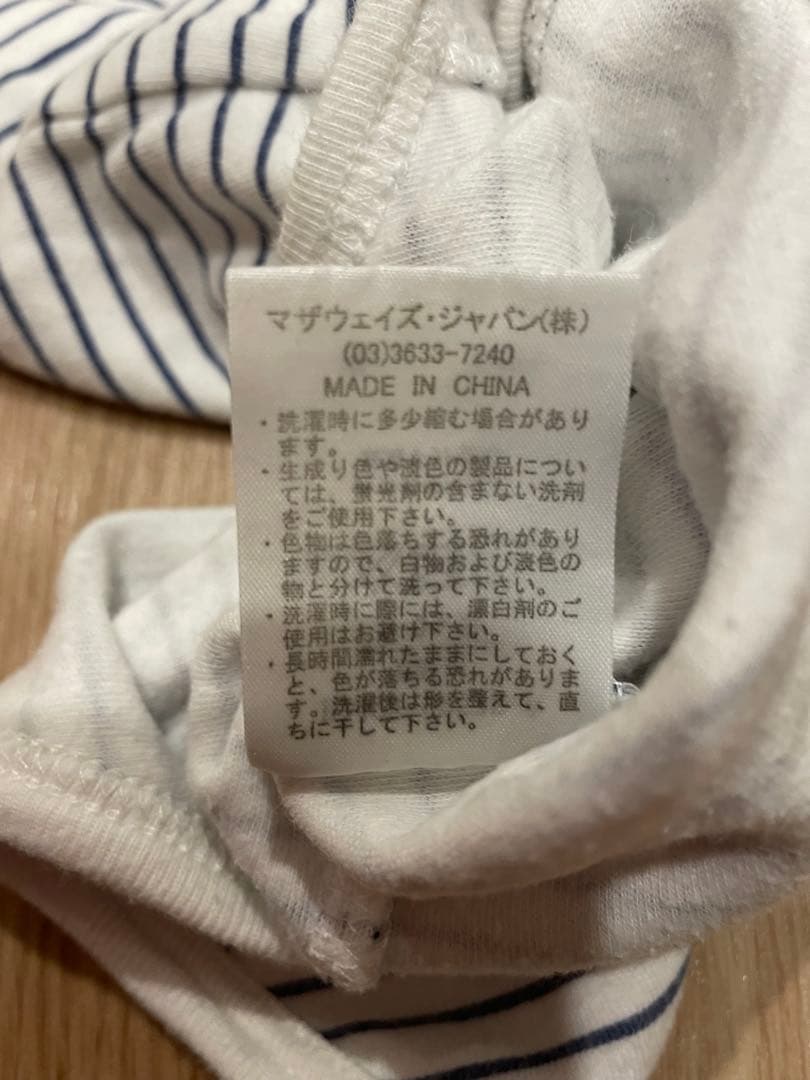 マザウェイズ・ジャパン(株)
(03)3633-7240
MADE IN CHINA
・洗濯時に多少縮む場合があり
ます。
・生成り色や淡色の製品につい
ては、蛍光剤の含まない洗剤
をご使用下さい。
・色物は色落ちする恐れがあり
ますので、白物および淡色の
物と分けて洗って下さい。
・洗濯時に際には、漂白剤のご
使用はお避け下さい。
・長時間濡れたままにしておく
と、色が落ちる恐れがありま
す。洗濯後は形を整えて、直
ちに干して下さい。